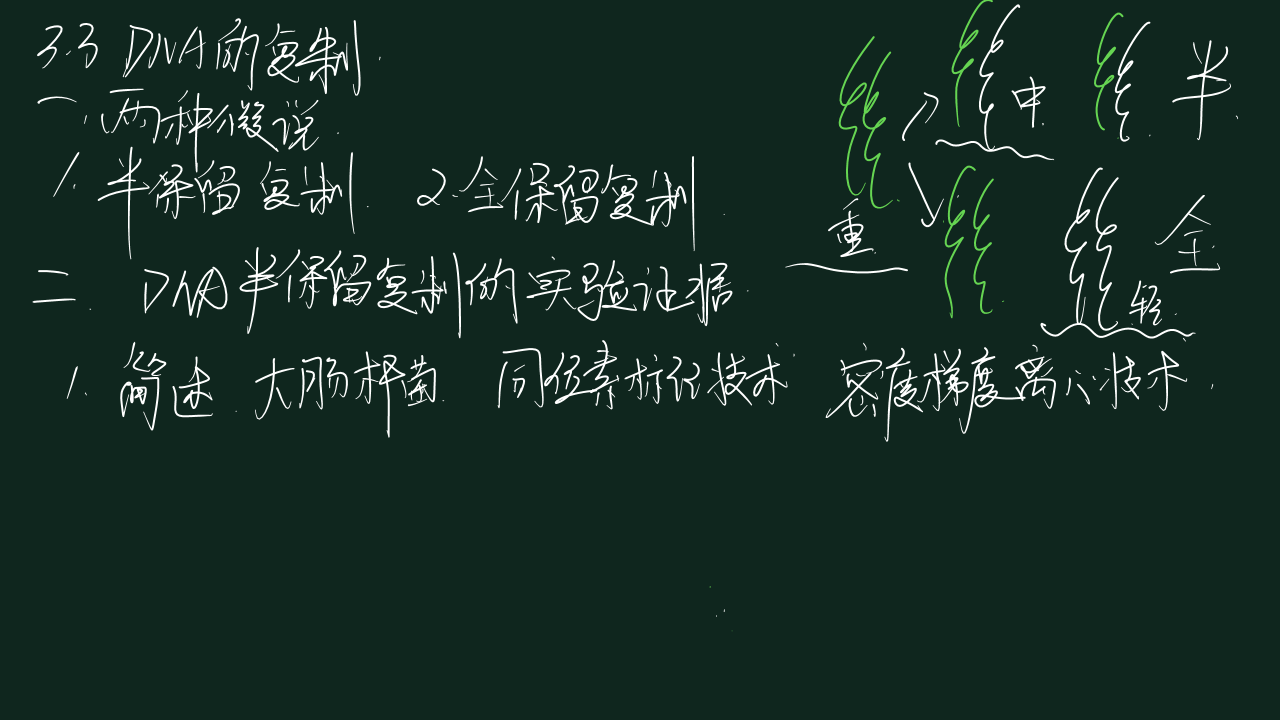 3.3 DNA的复制.
一. 两种假说.
1. 半保留复制. 2.全保留复制.
二. DNA半保留复制的实验证据.
1. 简述. 大肠杆菌. 同位素标记技术 密度梯度离心技术.
中. 半.
重.
全.
轻.